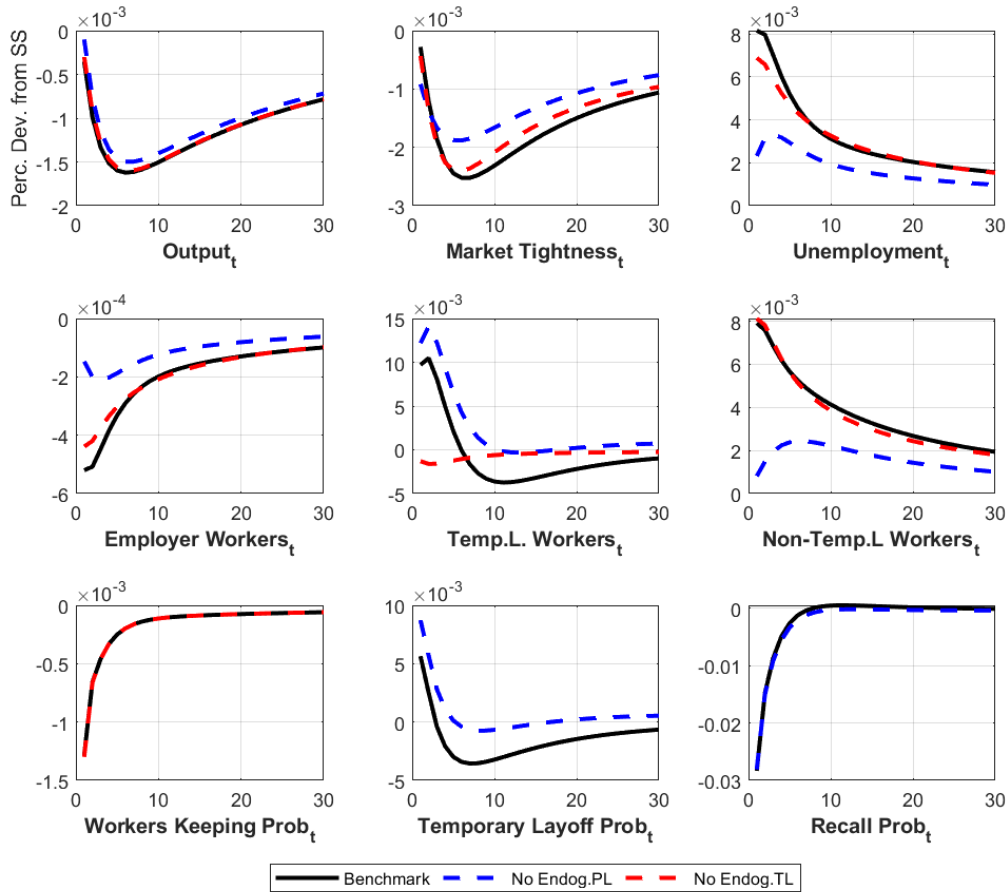 ×10⁻³ ×10⁻³ ×10⁻³
Perc. Dev. from SS
0 -0.5 -1 -1.5 -2
0 10 20 30
Output_t
0 -1 -2 -3
0 10 20 30
Market Tightness_t
8 6 4 2 0
0 10 20 30
Unemployment_t
×10⁻⁴ ×10⁻³ ×10⁻³
0 -2 -4 -6
0 10 20 30
Employer Workers_t
15 10 5 0 -5
0 10 20 30
Temp.L. Workers_t
8 6 4 2 0
0 10 20 30
Non-Temp.L Workers_t
×10⁻³ ×10⁻³
0 -0.5 -1 -1.5
0 10 20 30
Workers Keeping Prob_t
10 5 0 -5
0 10 20 30
Temporary Layoff Prob_t
0 -0.01 -0.02 -0.03
0 10 20 30
Recall Prob_t
Benchmark No Endog.PL No Endog.TL